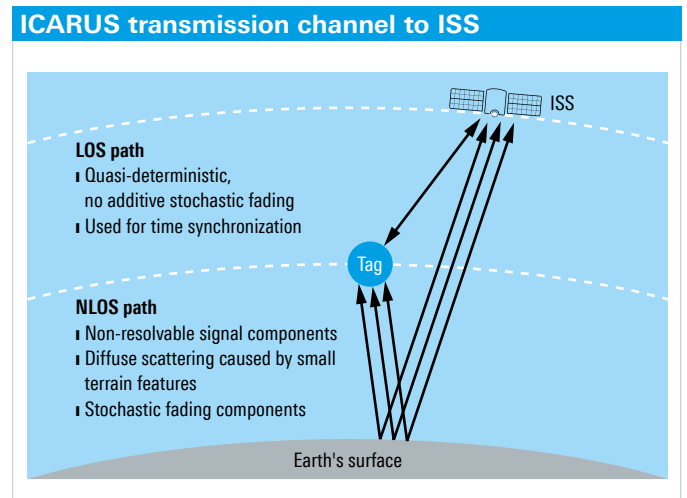 ICARUS transmission channel to ISS
ISS
LOS path
ı Quasi-deterministic,
no additive stochastic fading
ı Used for time synchronization
Tag
NLOS path
ı Non-resolvable signal components
ı Diffuse scattering caused by small
terrain features
ı Stochastic fading components
Earth's surface